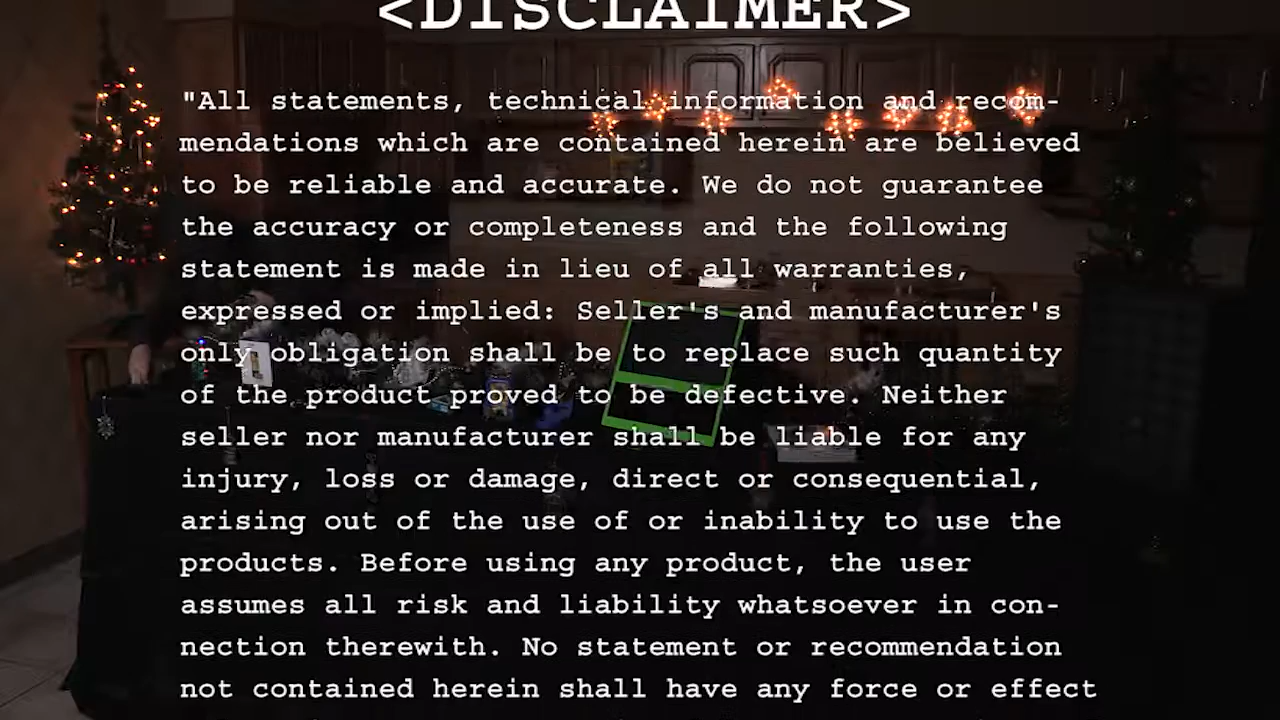 <DISCLAIMER>
"All statements, technical information and recom-
mendations which are contained herein are believed
to be reliable and accurate. We do not guarantee
the accuracy or completeness and the following
statement is made in lieu of all warranties,
expressed or implied: Seller's and manufacturer's
only obligation shall be to replace such quantity
of the product proved to be defective. Neither
seller nor manufacturer shall be liable for any
injury, loss or damage, direct or consequential,
arising out of the use of or inability to use the
products. Before using any product, the user
assumes all risk and liability whatsoever in con-
nection therewith. No statement or recommendation
not contained herein shall have any force or effect